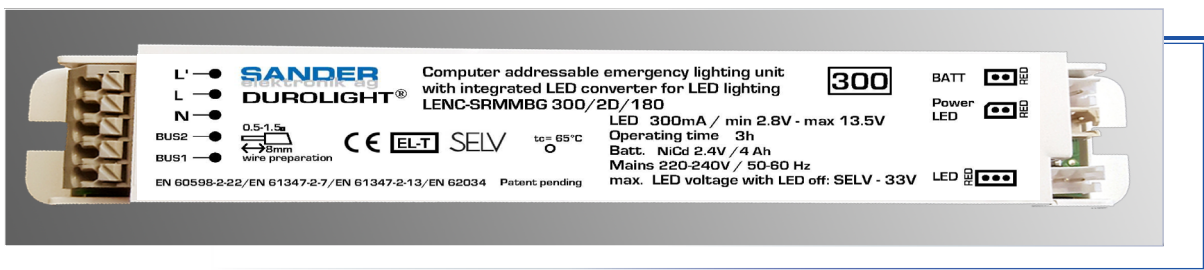 L'
L
N
BUS2
BUS1
SANDER
elektronik ag
DUROLIGHT®
0.5-1.5
8mm
wire preparation
CE EL-T SELV tc= 65°C
EN 60598-2-22/EN 61347-2-7/EN 61347-2-13/EN 62034 Patent pending
Computer addressable emergency lighting unit
with integrated LED converter for LED lighting
LENC-SRMMBG 300/2D/180
300
LED 300mA / min 2.8V - max 13.5V
Operating time 3h
Batt. NiCd 2.4V /4 Ah
Mains 220-240V / 50-60 Hz
max. LED voltage with LED off: SELV - 33V
BATT RED
Power
LED RED
LED RED